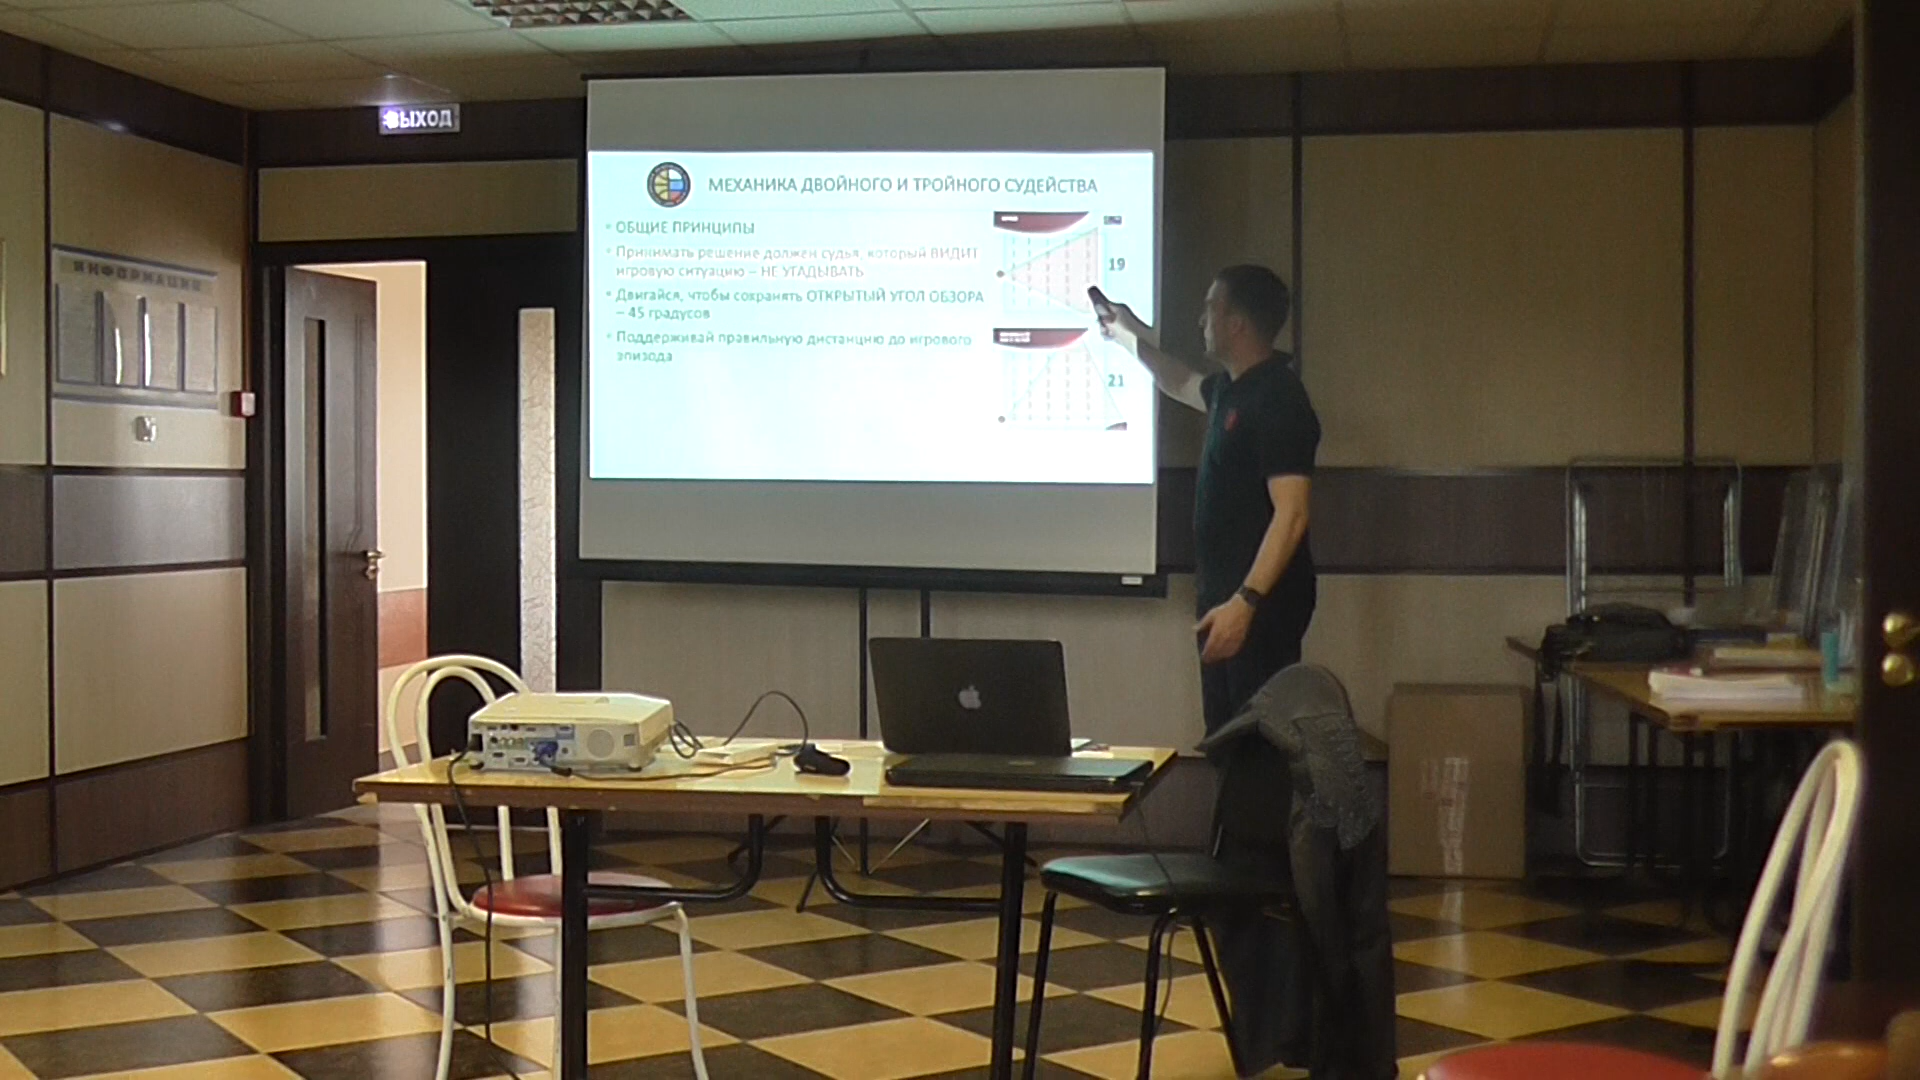 ВЫХОД
ИНФОРМАЦИЯ
МЕХАНИКА ДВОЙНОГО И ТРОЙНОГО СУДЕЙСТВА
• ОБЩИЕ ПРИНЦИПЫ
• Принимать решение должен судья, который ВИДИТ
игровую ситуацию – НЕ УГАДЫВАТЬ
• Двигайся, чтобы сохранять ОТКРЫТЫЙ УГОЛ ОБЗОРА
– 45 градусов
• Поддерживай правильную дистанцию до игрового
эпизода
19
21